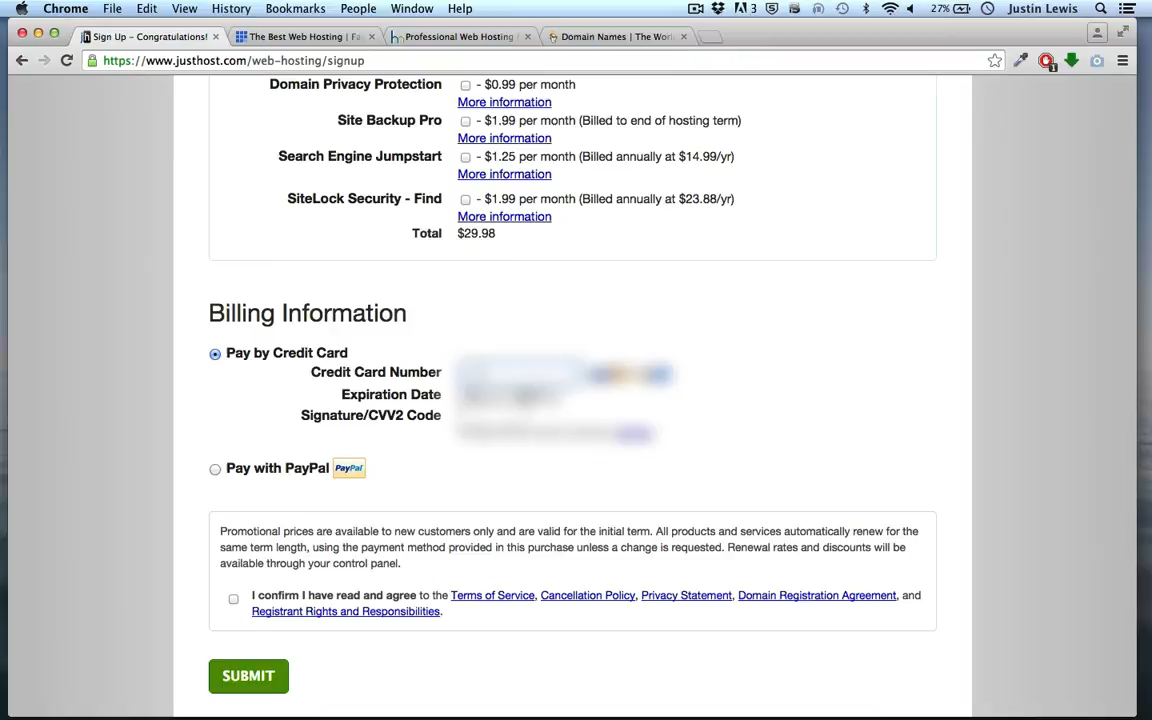 Chrome File Edit View History Bookmarks People Window Help 3 5 27% Justin Lewis
Sign Up – Congratulations! × The Best Web Hosting | Fa × Professional Web Hosting × Domain Names | The Worl ×
https://www.justhost.com/web-hosting/signup 1
Domain Privacy Protection - $0.99 per month
More information
Site Backup Pro - $1.99 per month (Billed to end of hosting term)
More information
Search Engine Jumpstart - $1.25 per month (Billed annually at $14.99/yr)
More information
SiteLock Security - Find - $1.99 per month (Billed annually at $23.88/yr)
More information
Total $29.98
Billing Information
Pay by Credit Card
Credit Card Number
Expiration Date
Signature/CVV2 Code
Pay with PayPal PayPal
Promotional prices are available to new customers only and are valid for the initial term. All products and services automatically renew for the
same term length, using the payment method provided in this purchase unless a change is requested. Renewal rates and discounts will be
available through your control panel.
I confirm I have read and agree to the Terms of Service, Cancellation Policy, Privacy Statement, Domain Registration Agreement, and
Registrant Rights and Responsibilities.
SUBMIT